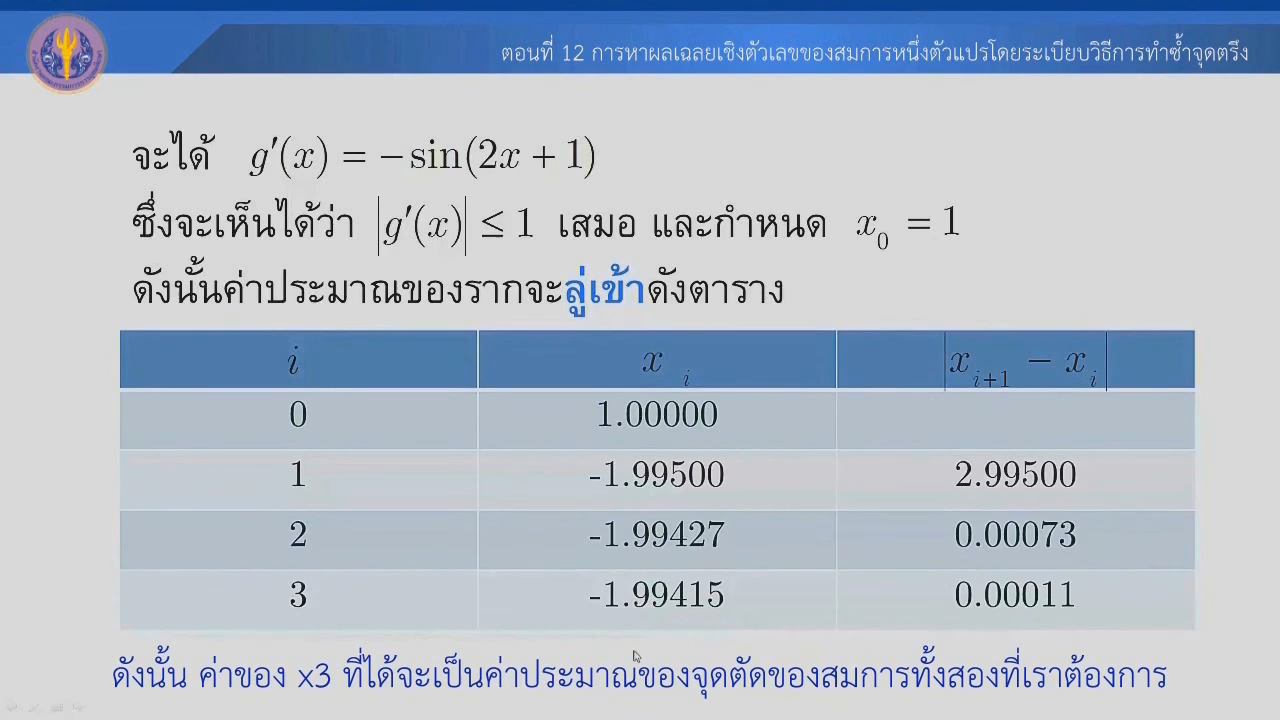 ตอนที่ 12 การหาผลเฉลยเชิงตัวเลขของสมการหนึ่งตัวแปรโดยระเบียบวิธีการทำซ้ำจุดตรึง
จะได้ g′(x) = −sin(2x + 1)
ซึ่งจะเห็นได้ว่า |g′(x)| ≤ 1 เสมอ และกำหนด x₀ = 1
ดังนั้นค่าประมาณของรากจะลู่เข้าดังตาราง
i xᵢ |xᵢ₊₁ − xᵢ|
0 1.00000
1 -1.99500 2.99500
2 -1.99427 0.00073
3 -1.99415 0.00011
ดังนั้น ค่าของ x3 ที่ได้จะเป็นค่าประมาณของจุดตัดของสมการทั้งสองที่เราต้องการ